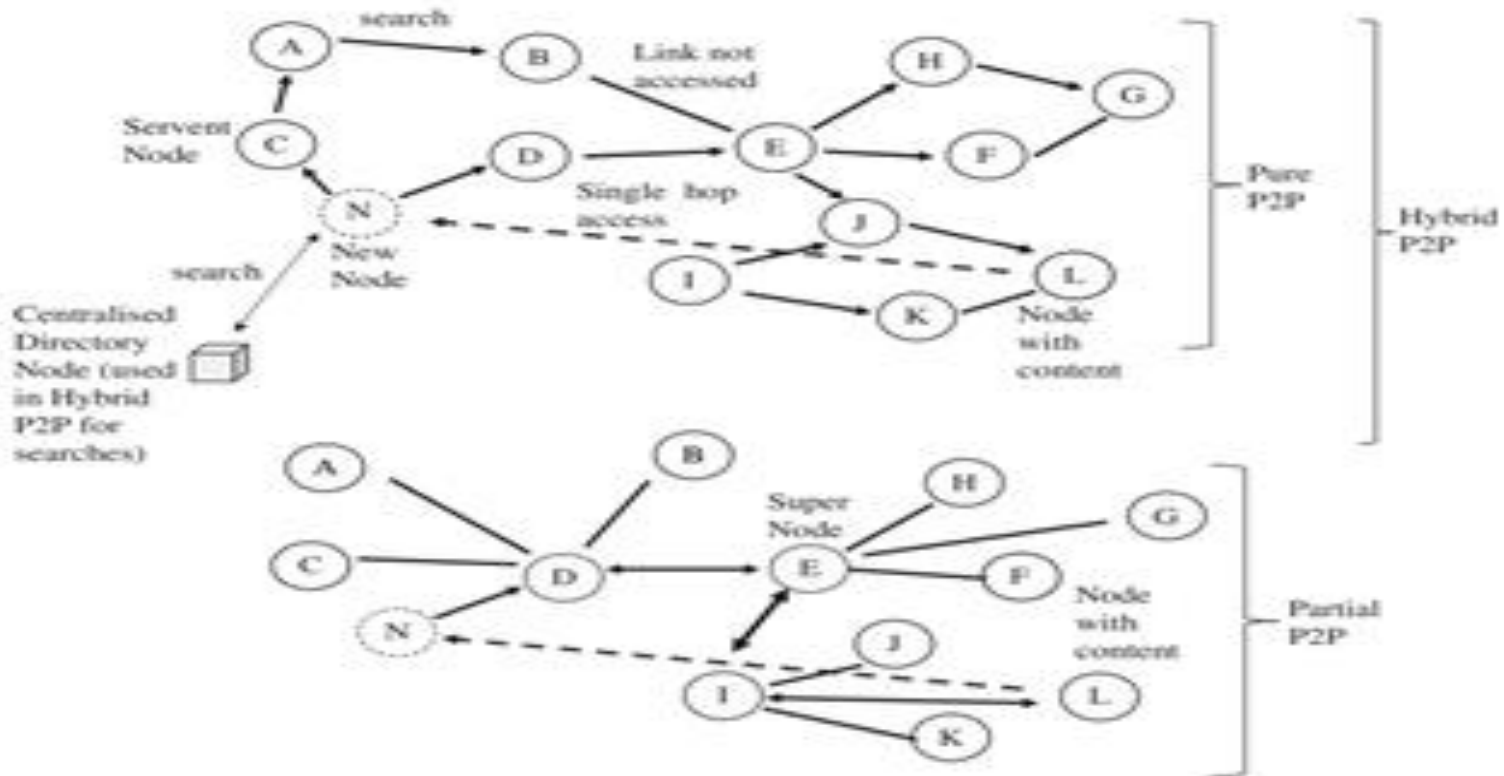 search
A
B
Link not
accessed
H
G
Servent
Node
C
D
E
F
Pure
P2P
Single hop
access
N
J
Hybrid
P2P
New
Node
search
I
L
K
Node
with
content
Centralised
Directory
Node (used
in Hybrid
P2P for
searches)
A
B
Super
Node
H
G
C
D
E
F
Node
with
content
Partial
P2P
N
J
I
L
K